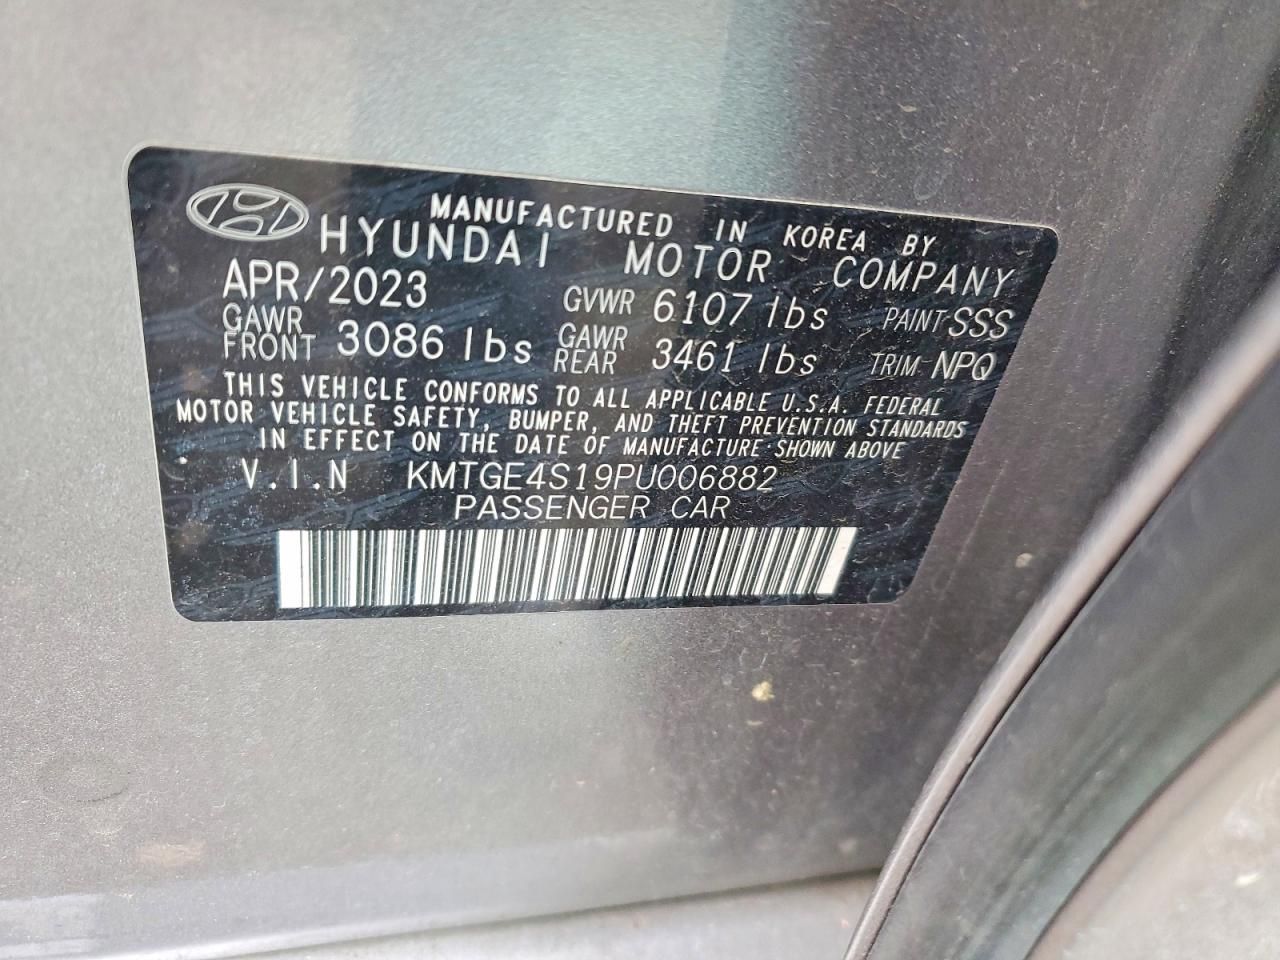 MANUFACTURED IN KOREA BY
HYUNDAI MOTOR COMPANY
APR/2023 GVWR 6107 lbs PAINT SSS
GAWR FRONT 3086 lbs GAWR REAR 3461 lbs TRIM NPQ
THIS VEHICLE CONFORMS TO ALL APPLICABLE U.S.A. FEDERAL
MOTOR VEHICLE SAFETY, BUMPER, AND THEFT PREVENTION STANDARDS
IN EFFECT ON THE DATE OF MANUFACTURE SHOWN ABOVE
V.I.N KMTGE4S19PU006882
PASSENGER CAR